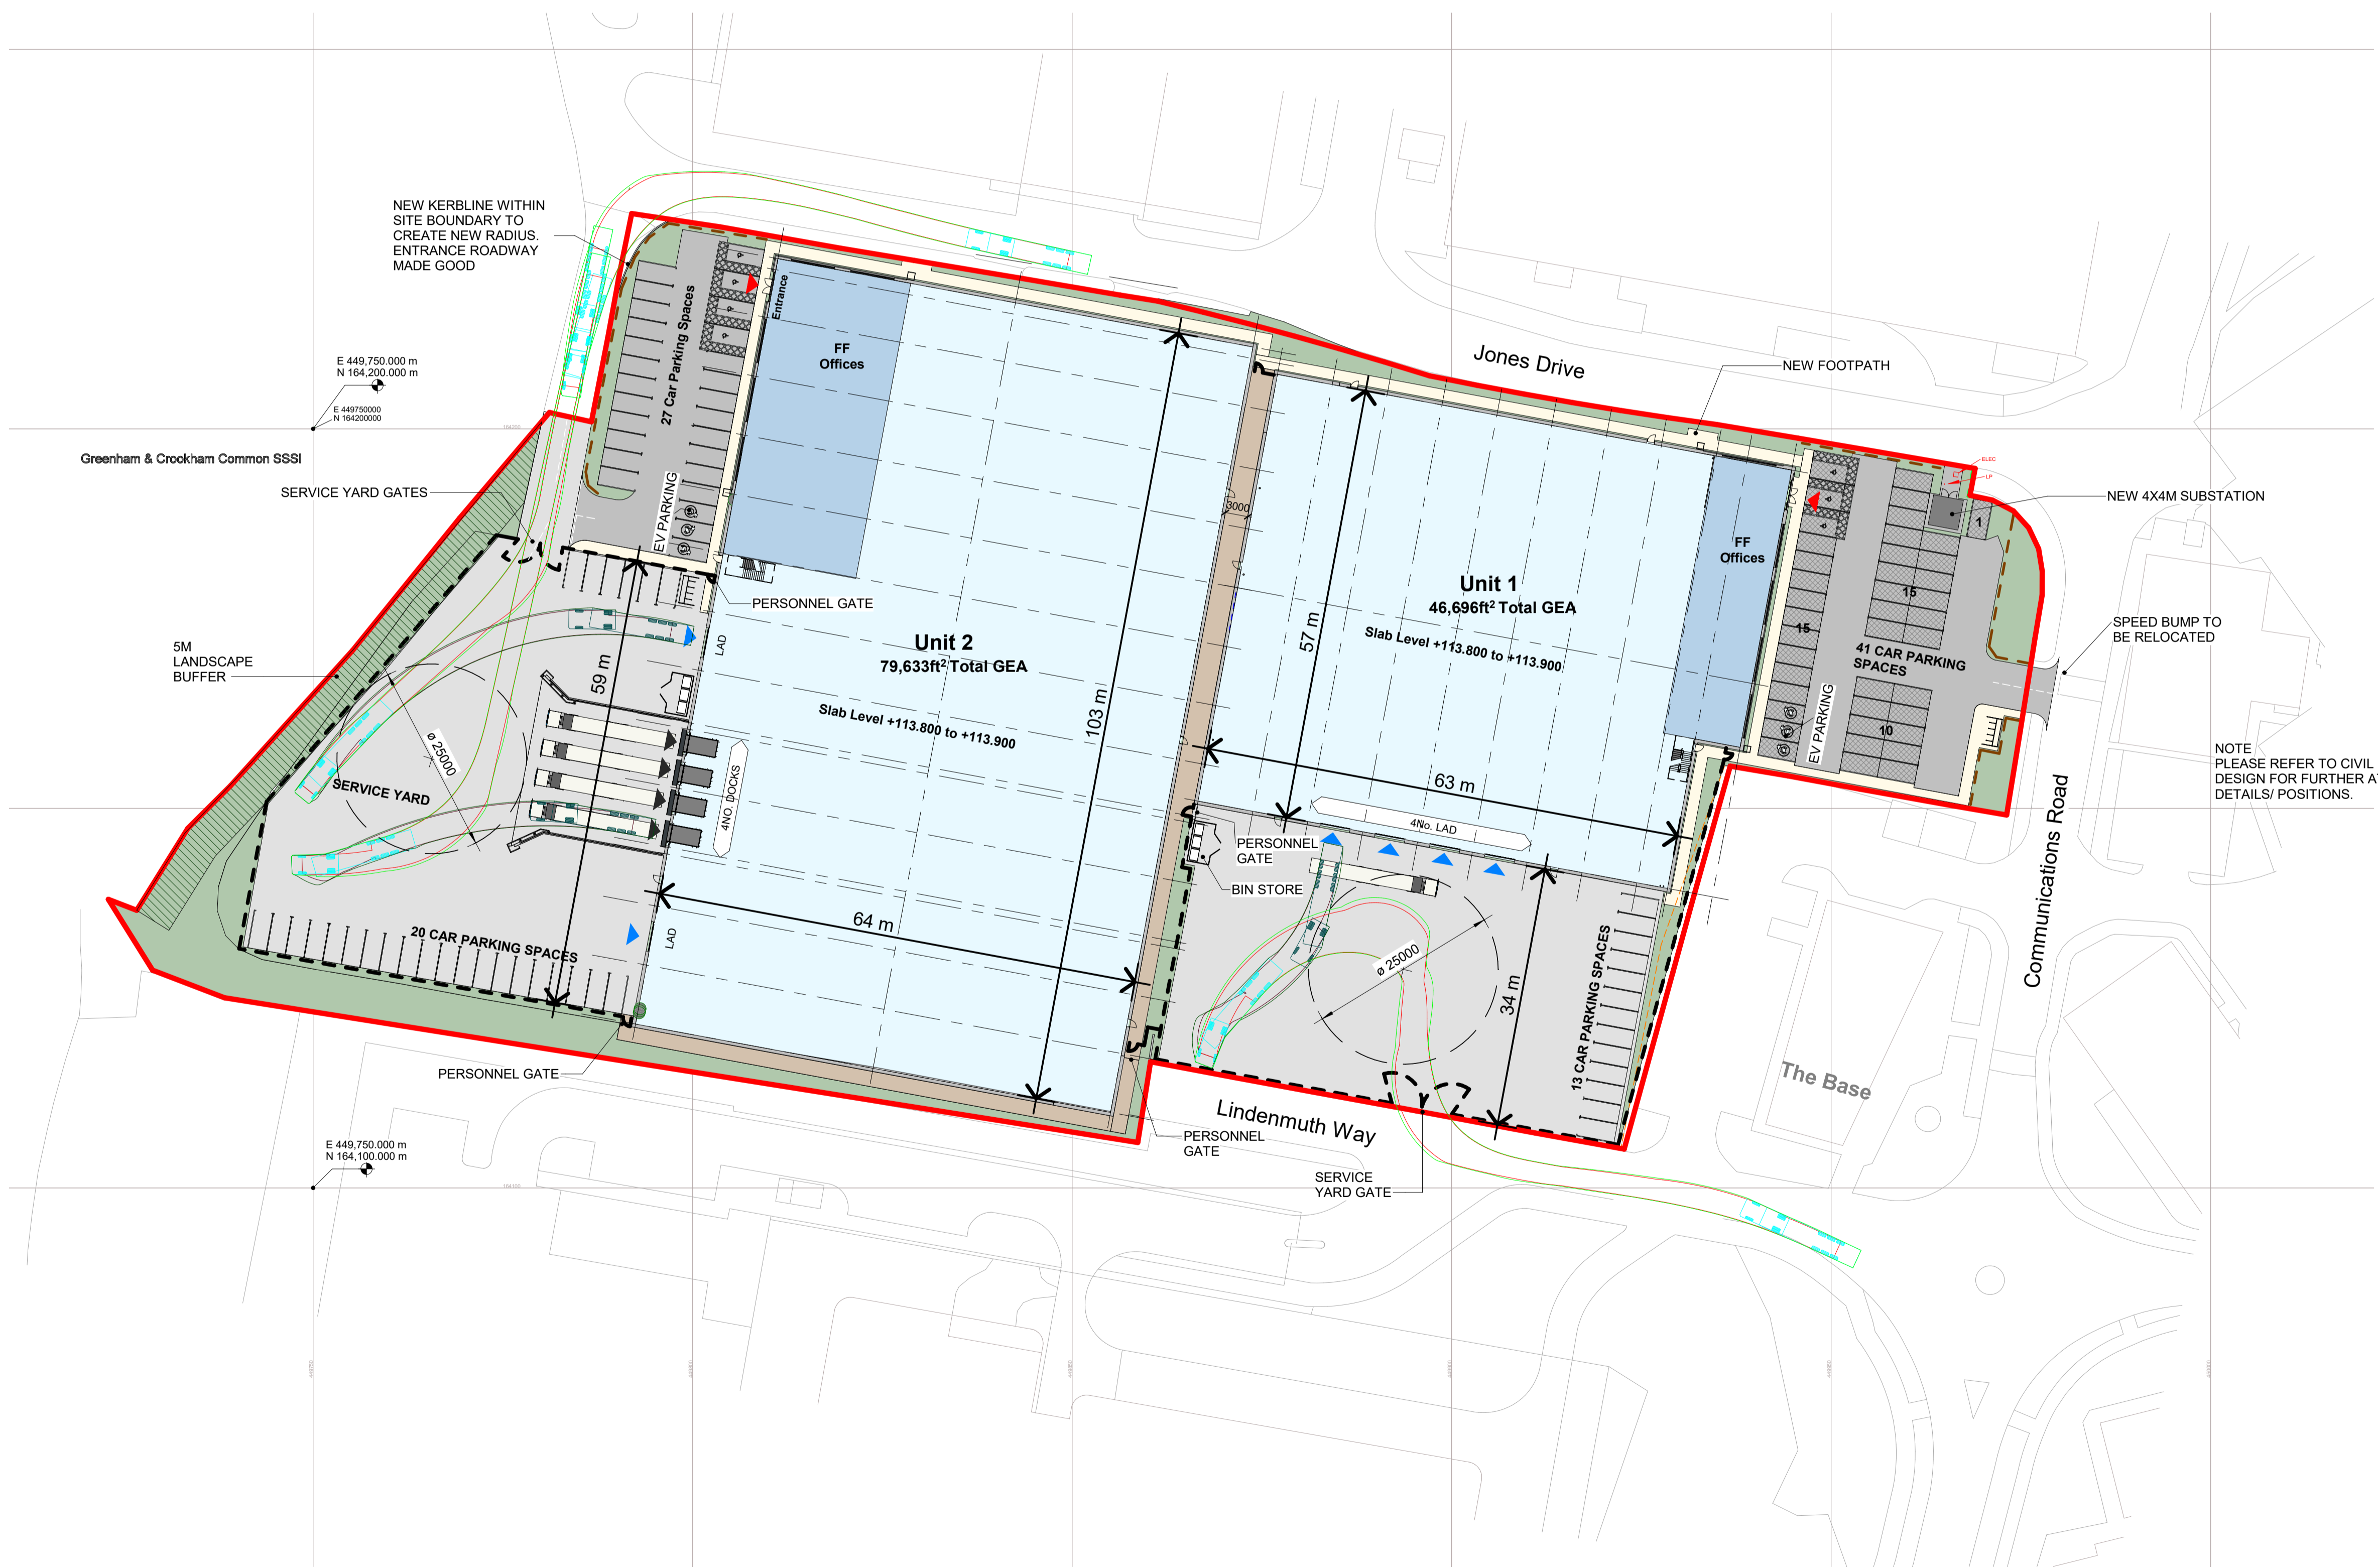 NEW KERBLINE WITHIN
SITE BOUNDARY TO
CREATE NEW RADIUS.
ENTRANCE ROADWAY
MADE GOOD
E 449,750.000 m
N 164,200.000 m
E 449750000
N 164200000
164200
Greenham & Crookham Common SSSI
SERVICE YARD GATES
5M
LANDSCAPE
BUFFER
27 Car Parking Spaces
EV PARKING
Entrance
FF
Offices
PERSONNEL GATE
LAD
59 m
Unit 2
79,633ft² Total GEA
Slab Level +113.800 to +113.900
103 m
ø 25000
SERVICE YARD
4NO. DOCKS
64 m
LAD
20 CAR PARKING SPACES
PERSONNEL GATE
E 449,750.000 m
N 164,100.000 m
164100
Jones Drive
NEW FOOTPATH
3000
Unit 1
46,696ft² Total GEA
Slab Level +113.800 to +113.900
57 m
63 m
FF
Offices
4No. LAD
PERSONNEL
GATE
BIN STORE
ø 25000
34 m
13 CAR PARKING SPACES
PERSONNEL
GATE
Lindenmuth Way
SERVICE
YARD GATE
ELEC
LP
NEW 4X4M SUBSTATION
1
15
15
41 CAR PARKING
SPACES
10
EV PARKING
SPEED BUMP TO
BE RELOCATED
NOTE
PLEASE REFER TO CIVIL
DESIGN FOR FURTHER A
DETAILS/ POSITIONS.
Communications Road
The Base